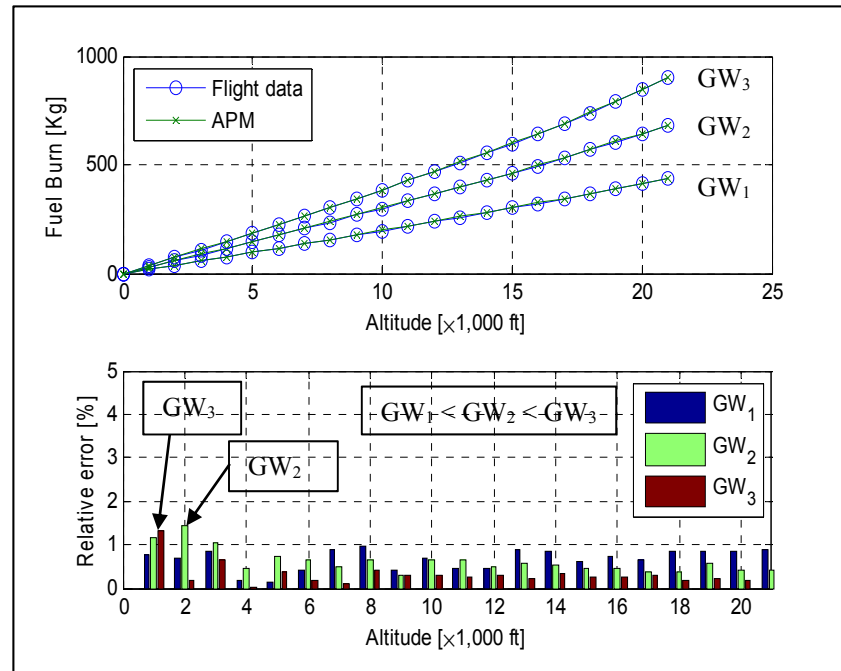 1000
500
0
Fuel Burn [Kg]
Flight data
APM
GW3
GW2
GW1
0 5 10 15 20 25
Altitude [×1,000 ft]
5
4
3
2
1
0
Relative error [%]
GW3
GW2
GW1 < GW2 < GW3
GW1
GW2
GW3
0 2 4 6 8 10 12 14 16 18 20
Altitude [×1,000 ft]